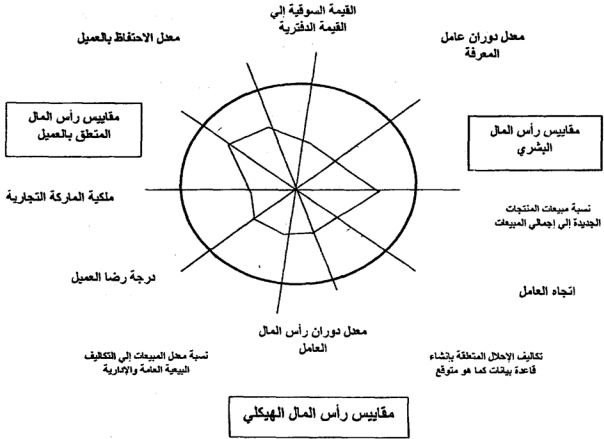 القيمة السوقية إلي
القيمة الدفترية
معدل دوران عامل
المعرفة
معدل الاحتفاظ بالعميل
مقاييس رأس المال
البشري
مقاييس رأس المال
المتعلق بالعميل
نسبة مبيعات المنتجات
الجديدة إلي إجمالي المبيعات
ملكية الماركة التجارية
اتجاه العامل
درجة رضا العميل
معدل دوران رأس المال
العامل
تكاليف الإحلال المتعلقة بإنشاء
قاعدة بيانات كما هو متوقع
نسبة معدل المبيعات إلي التكاليف
البيعية العامة والإدارية
مقاييس رأس المال الهيكلي